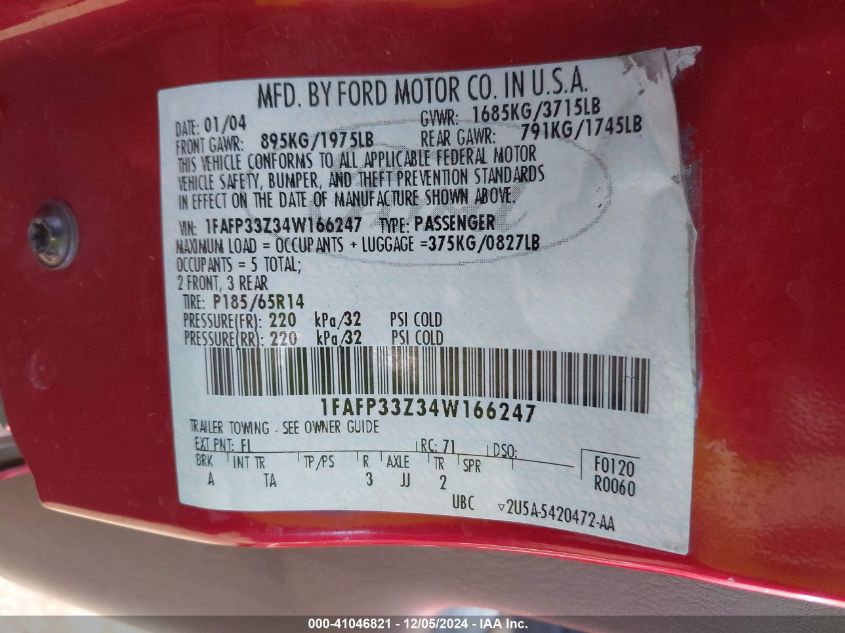 MFD. BY FORD MOTOR CO. IN U.S.A.
DATE: 01/04 GVWR: 1685KG/3715LB
FRONT GAWR: 895KG/1975LB REAR GAWR: 791KG/1745LB
THIS VEHICLE CONFORMS TO ALL APPLICABLE FEDERAL MOTOR
VEHICLE SAFETY, BUMPER, AND THEFT PREVENTION STANDARDS
IN EFFECT ON THE DATE OF MANUFACTURE SHOWN ABOVE.
VIN: 1FAFP33Z34W166247 TYPE: PASSENGER
MAXIMUM LOAD = OCCUPANTS + LUGGAGE =375KG/0827LB
OCCUPANTS = 5 TOTAL;
2 FRONT, 3 REAR
TIRE: P185/65R14
PRESSURE(FR): 220 kPa/32 PSI COLD
PRESSURE(RR): 220 kPa/32 PSI COLD
1FAFP33Z34W166247
TRAILER TOWING - SEE OWNER GUIDE
EXT PNT: FI RC: 71 DSO: F0120
BRK INT TR TP/PS R AXLE TR SPR R0060
A TA 3 JJ 2
UBC ▽2U5A-5420472-AA
000-41046821 - 12/05/2024 - IAA Inc.